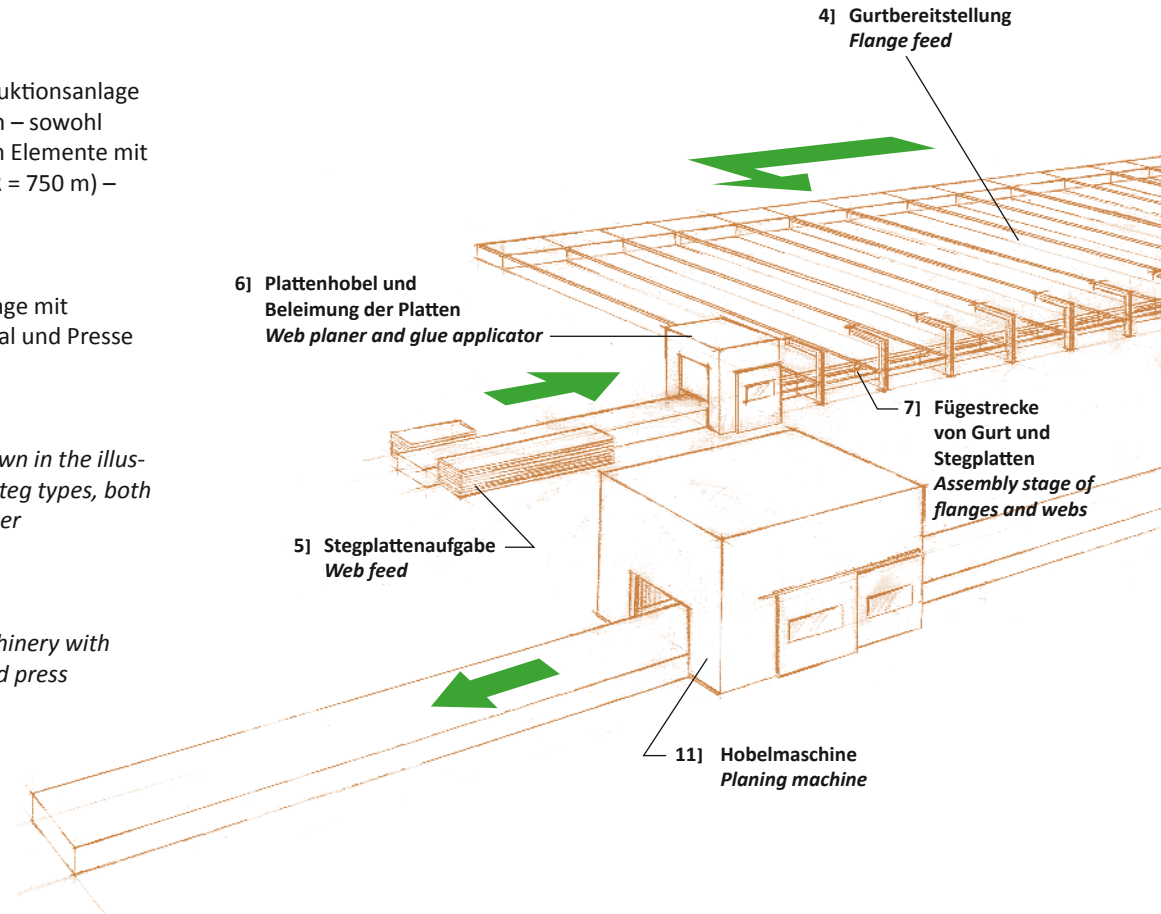 4] Gurtbereitstellung
Flange feed
uktionsanlage
n – sowohl
n Elemente mit
= 750 m) –
6] Plattenhobel und
Beleimung der Platten
Web planer and glue applicator
age mit
al und Presse
7] Fügestrecke
von Gurt und
Stegplatten
Assembly stage of
flanges and webs
wn in the illus-
teg types, both
er
5] Stegplattenaufgabe
Web feed
hinery with
d press
11] Hobelmaschine
Planing machine